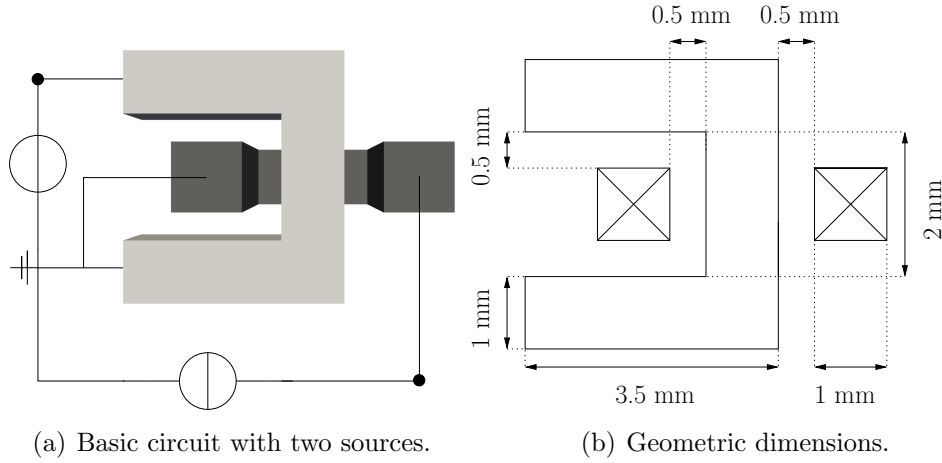 0.5 mm
0.5 mm
0.5 mm
2 mm
1 mm
3.5 mm
1 mm
(a) Basic circuit with two sources.
(b) Geometric dimensions.